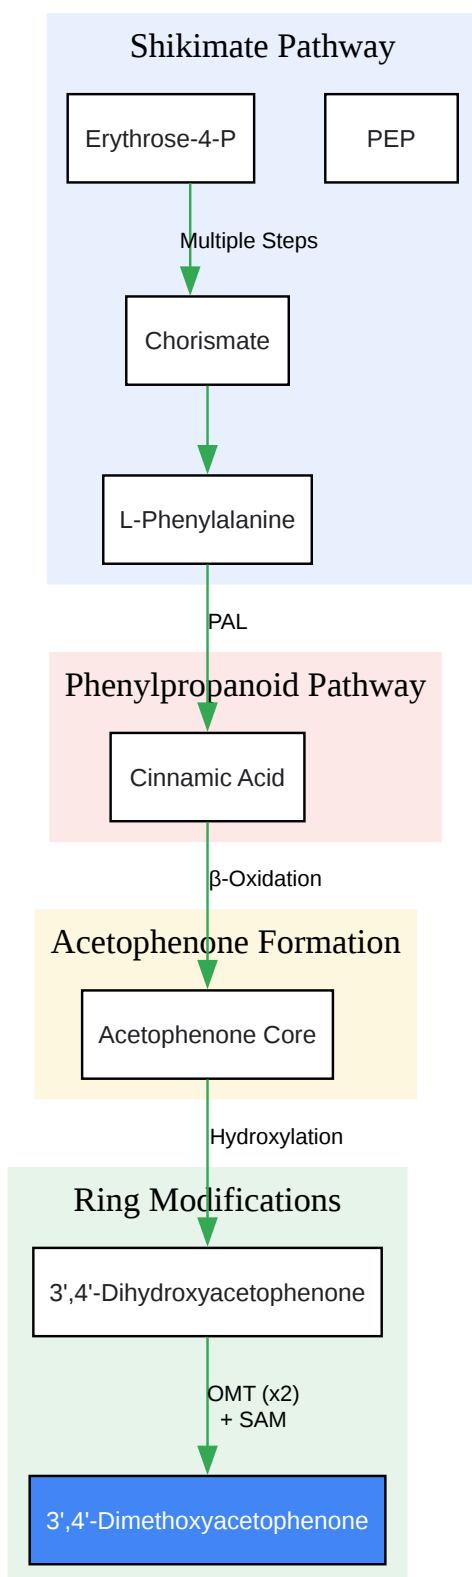 Shikimate Pathway
Erythrose-4-P
PEP
Multiple Steps
Chorismate
L-Phenylalanine
PAL
Phenylpropanoid Pathway
Cinnamic Acid
β-Oxidation
Acetophenone Formation
Acetophenone Core
Hydroxylation
Ring Modifications
3',4'-Dihydroxyacetophenone
OMT (x2)
+ SAM
3',4'-Dimethoxyacetophenone